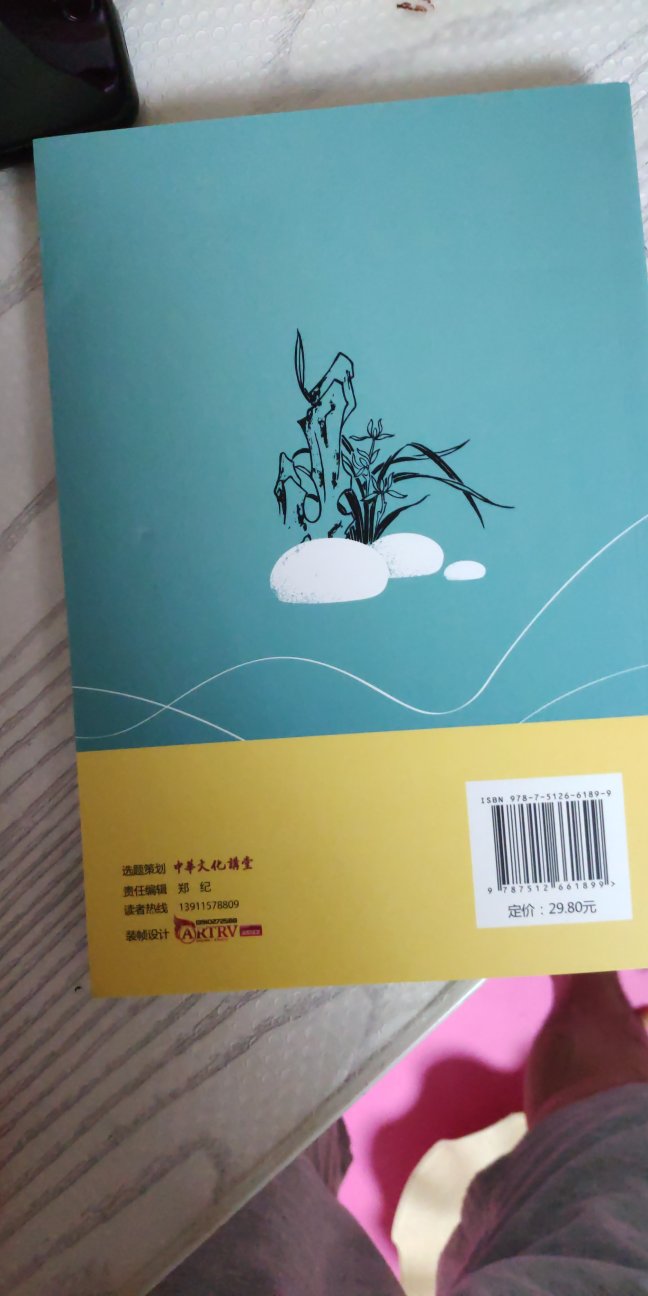 选题策划 中华文化讲堂
责任编辑 郑 纪
读者热线 13911578809
装帧设计 ARTRV
ISBN 978-7-5126-6189-9
9 787512 661899 >
定价：29.80元